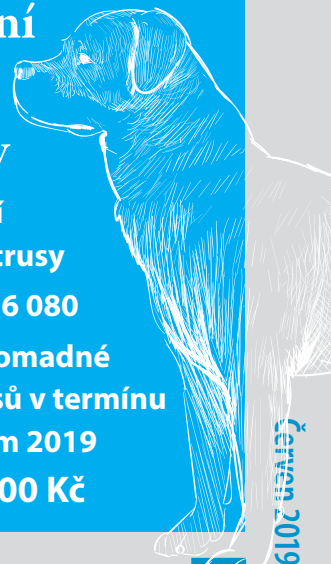 ní
y
í
trusy
6 080
omadné
sů v termínu
m 2019
00 Kč
Červen 2019